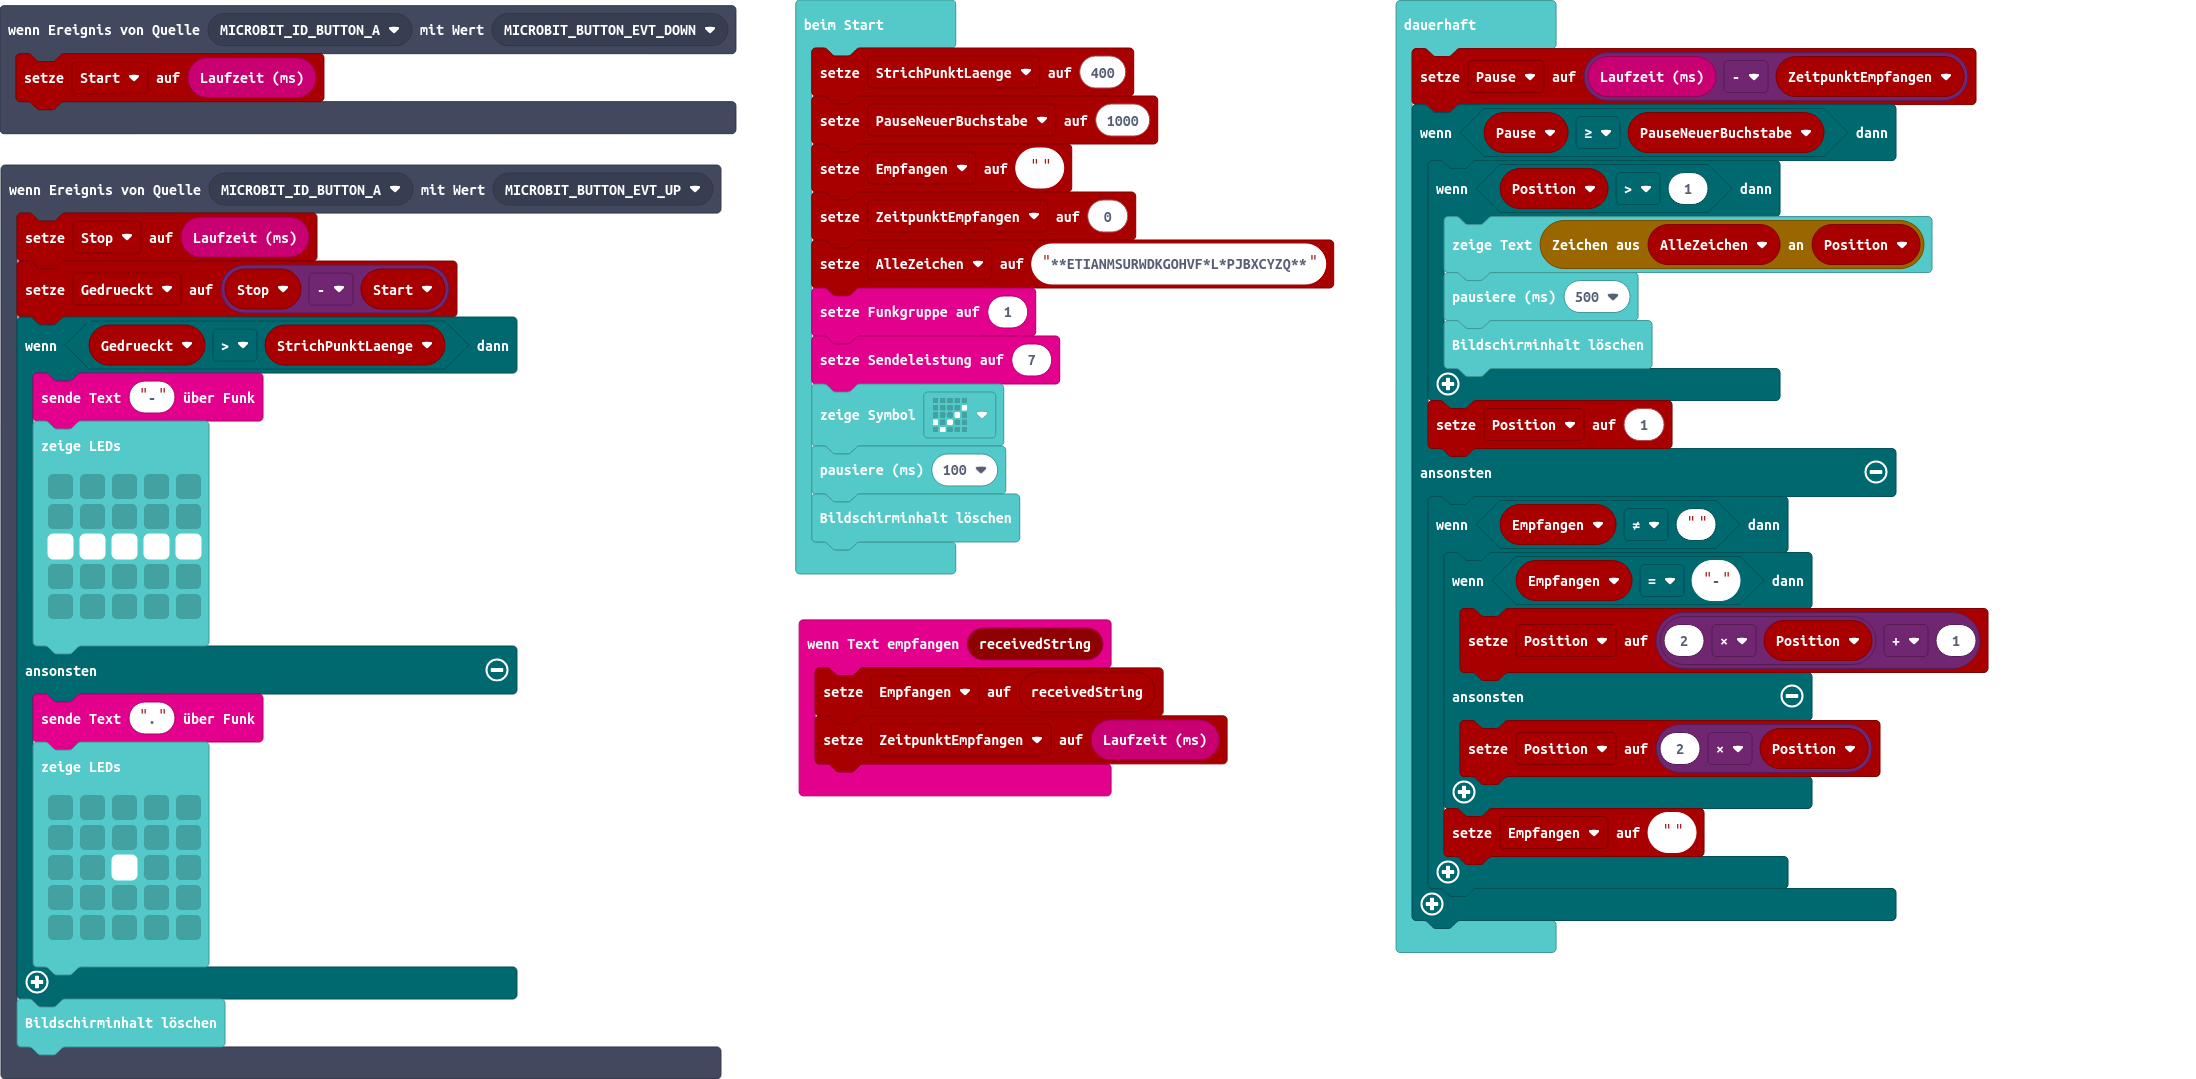 wenn Ereignis von Quelle MICROBIT_ID_BUTTON_A mit Wert MICROBIT_BUTTON_EVT_DOWN
setze Start auf Laufzeit (ms)
wenn Ereignis von Quelle MICROBIT_ID_BUTTON_A mit Wert MICROBIT_BUTTON_EVT_UP
setze Stop auf Laufzeit (ms)
setze Gedrueckt auf Stop - Start
wenn Gedrueckt > StrichPunktLaenge dann
sende Text "-" über Funk
zeige LEDs
ansonsten
sende Text "." über Funk
zeige LEDs
Bildschirminhalt löschen
beim Start
setze StrichPunktLaenge auf 400
setze PauseNeuerBuchstabe auf 1000
setze Empfangen auf ""
setze ZeitpunktEmpfangen auf 0
setze AlleZeichen auf "**ETIANMSURWDKGOHVF*L*PJBXCYZQ**"
setze Funkgruppe auf 1
setze Sendeleistung auf 7
zeige Symbol
pausiere (ms) 100
Bildschirminhalt löschen
wenn Text empfangen receivedString
setze Empfangen auf receivedString
setze ZeitpunktEmpfangen auf Laufzeit (ms)
dauerhaft
setze Pause auf Laufzeit (ms) - ZeitpunktEmpfangen
wenn Pause ≥ PauseNeuerBuchstabe dann
wenn Position > 1 dann
zeige Text Zeichen aus AlleZeichen an Position
pausiere (ms) 500
Bildschirminhalt löschen
setze Position auf 1
ansonsten
wenn Empfangen ≠ "" dann
wenn Empfangen = "-" dann
setze Position auf 2 × Position + 1
ansonsten
setze Position auf 2 × Position
setze Empfangen auf ""